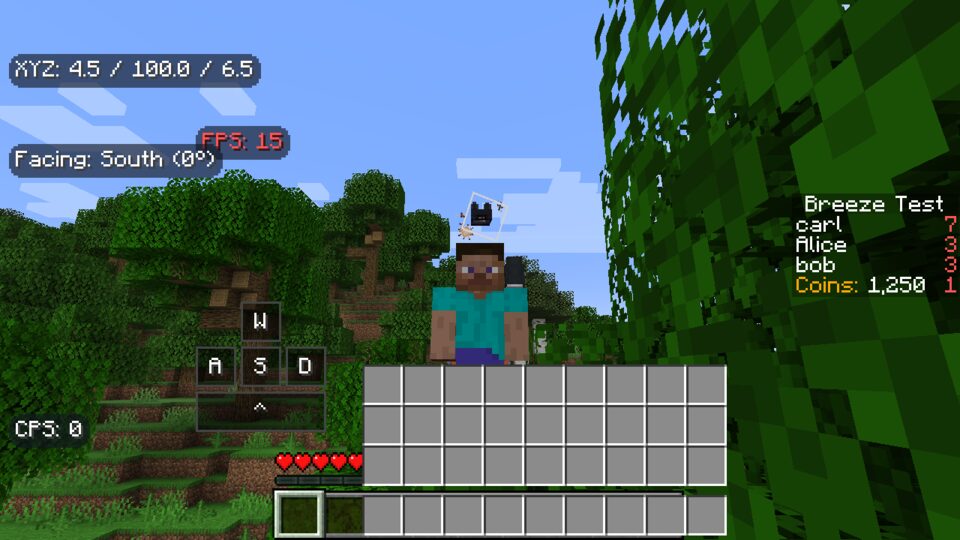 XYZ: 4.5 / 100.0 / 6.5
FPS: 15
Facing: South (0°)
Breeze Test
carl 7
Alice 3
bob 3
Coins: 1,250 1
W
A S D
^
CPS: 0